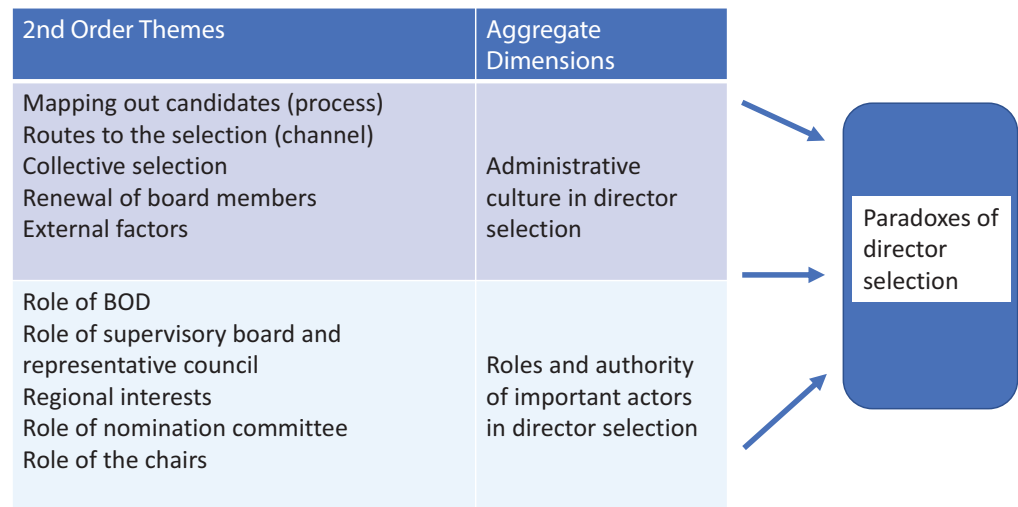 2nd Order Themes
Aggregate
Dimensions
Mapping out candidates (process)
Routes to the selection (channel)
Collective selection
Renewal of board members
External factors
Administrative
culture in director
selection
Role of BOD
Role of supervisory board and
representative council
Regional interests
Role of nomination committee
Role of the chairs
Roles and authority
of important actors
in director selection
Paradoxes of
director
selection